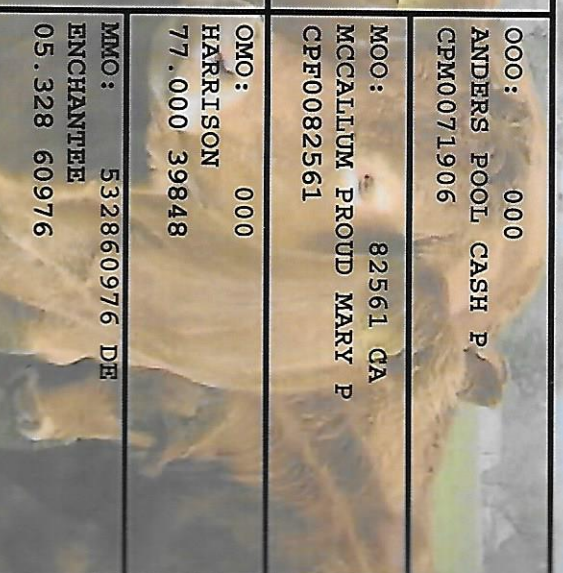 OOO: 000
ANDERS POOL CASH P
CPM0071906
MOO: 82561 CA
MCCALLUM PROUD MARY P
CPF0082561
OMO: 000
HARRISON
77.000 39848
MMO: 532860976 DE
ENCHANTEE
05.328 60976